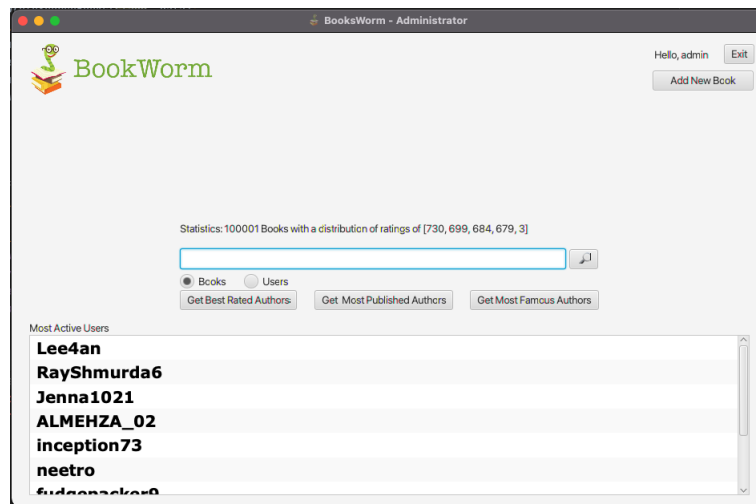 BooksWorm - Administrator
BookWorm
Hello, admin
Exit
Add New Book
Statistics: 100001 Books with a distribution of ratings of [730, 699, 684, 679, 3]
Books
Users
Get Best Rated Authors
Get Most Published Authors
Get Most Famous Authors
Most Active Users
Lee4an
RayShmurda6
Jenna1021
ALMEHZA_02
inception73
neetro
fudgepacker9